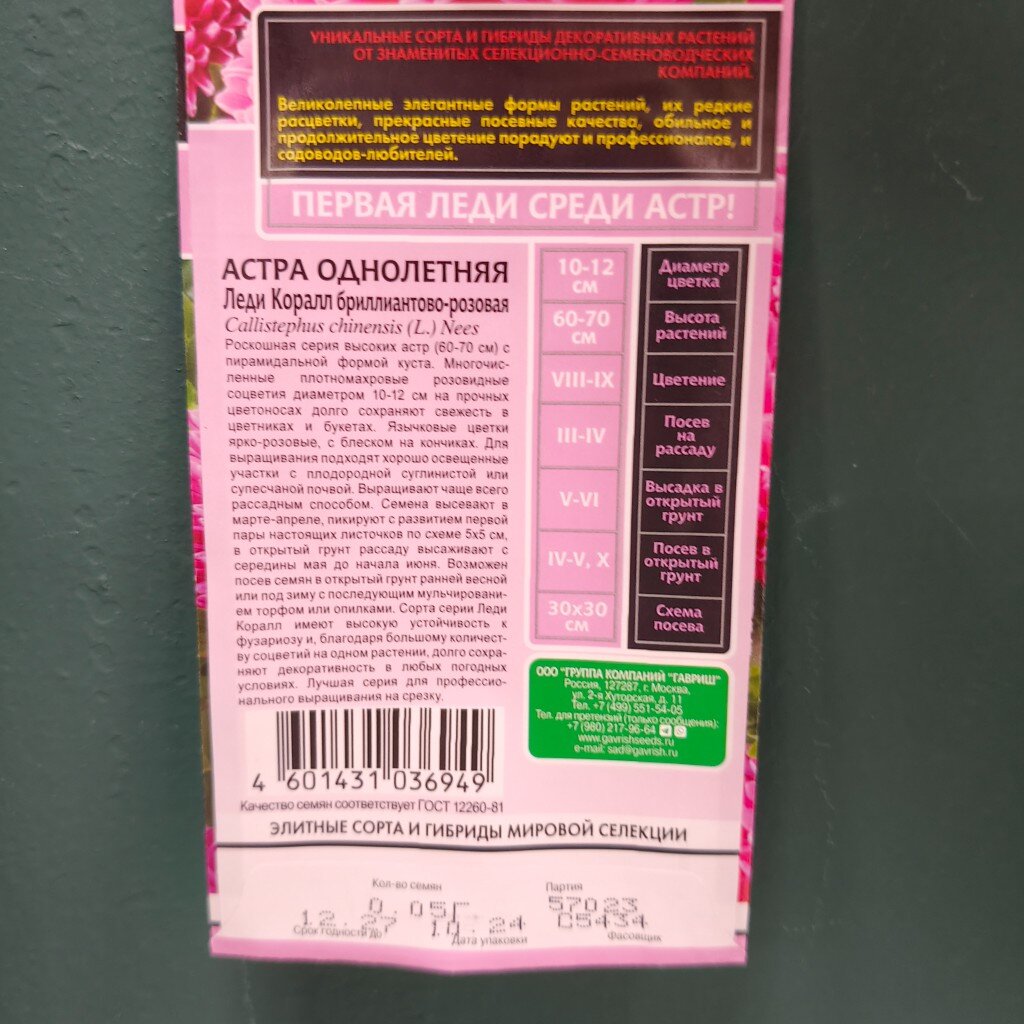 УНИКАЛЬНЫЕ СОРТА И ГИБРИДЫ ДЕКОРАТИВНЫХ РАСТЕНИЙ
ОТ ЗНАМЕНИТЫХ СЕЛЕКЦИОННО-СЕМЕНОВОДЧЕСКИХ
КОМПАНИЙ.
Великолепные элегантные формы растений, их редкие
расцветки, прекрасные посевные качества, обильное и
продолжительное цветение порадуют и профессионалов, и
садоводов-любителей.
ПЕРВАЯ ЛЕДИ СРЕДИ АСТР!
АСТРА ОДНОЛЕТНЯЯ
Леди Коралл бриллиантово-розовая
Callistephus chinensis (L.) Nees
Роскошная серия высоких астр (60-70 см) с
пирамидальной формой куста. Многочис-
ленные плотномахровые розовидные
соцветия диаметром 10-12 см на прочных
цветоносах долго сохраняют свежесть в
цветниках и букетах. Язычковые цветки
ярко-розовые, с блеском на кончиках. Для
выращивания подходят хорошо освещенные
участки с плодородной суглинистой или
супесчаной почвой. Выращивают чаще всего
рассадным способом. Семена высевают в
марте-апреле, пикируют с развитием первой
пары настоящих листочков по схеме 5х5 см,
в открытый грунт рассаду высаживают с
середины мая до начала июня. Возможен
посев семян в открытый грунт ранней весной
или под зиму с последующим мульчировани-
ем торфом или опилками. Сорта серии Леди
Коралл имеют высокую устойчивость к
фузариозу и, благодаря большому количест-
ву соцветий на одном растении, долго сохра-
няют декоративность в любых погодных
условиях. Лучшая серия для профессио-
нального выращивания на срезку.
10-12 см Диаметр цветка
60-70 см Высота растений
VIII-IX Цветение
III-IV Посев на рассаду
V-VI Высадка в открытый грунт
IV-V, X Посев в открытый грунт
30х30 см Схема посева
ООО "ГРУППА КОМПАНИЙ "ГАВРИШ"
Россия, 127287, г. Москва,
ул. 2-я Хуторская, д. 11
Тел. +7 (499) 551-54-05
Тел. для претензий (только сообщения):
+7 (980) 217-96-64
www.gavrishseeds.ru
e-mail: sad@gavrish.ru
4 601431 036949
Качество семян соответствует ГОСТ 12260-81
ЭЛИТНЫЕ СОРТА И ГИБРИДЫ МИРОВОЙ СЕЛЕКЦИИ
Кол-во семян Партия
0.05г 57023
12.27 10.24 С5434
Срок годности до Дата упаковки Фасовщик